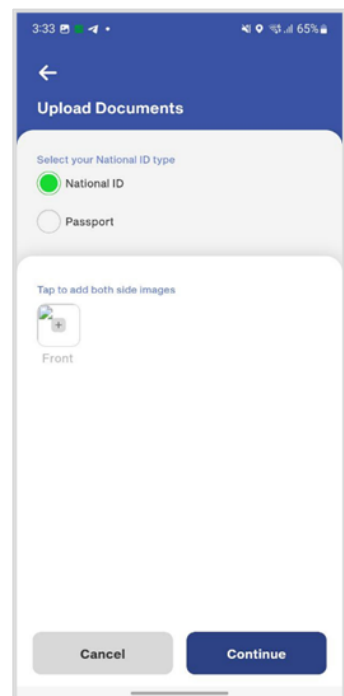 3:33
65%
Upload Documents
Select your National ID type
National ID
Passport
Tap to add both side images
Front
Cancel
Continue